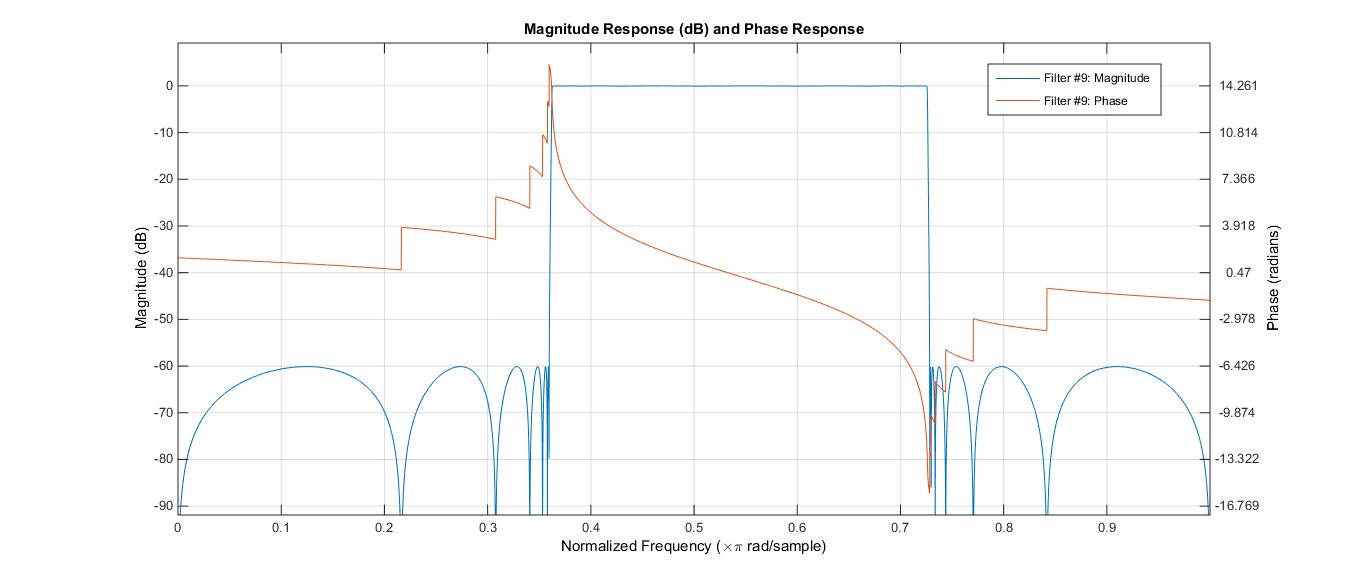 Magnitude Response (dB) and Phase Response
Filter #9: Magnitude
Filter #9: Phase
Magnitude (dB)
0
-10
-20
-30
-40
-50
-60
-70
-80
-90
14.261
10.814
7.366
3.918
0.47
-2.978
-6.426
-9.874
-13.322
-16.769
Phase (radians)
0 0.1 0.2 0.3 0.4 0.5 0.6 0.7 0.8 0.9
Normalized Frequency (×π rad/sample)